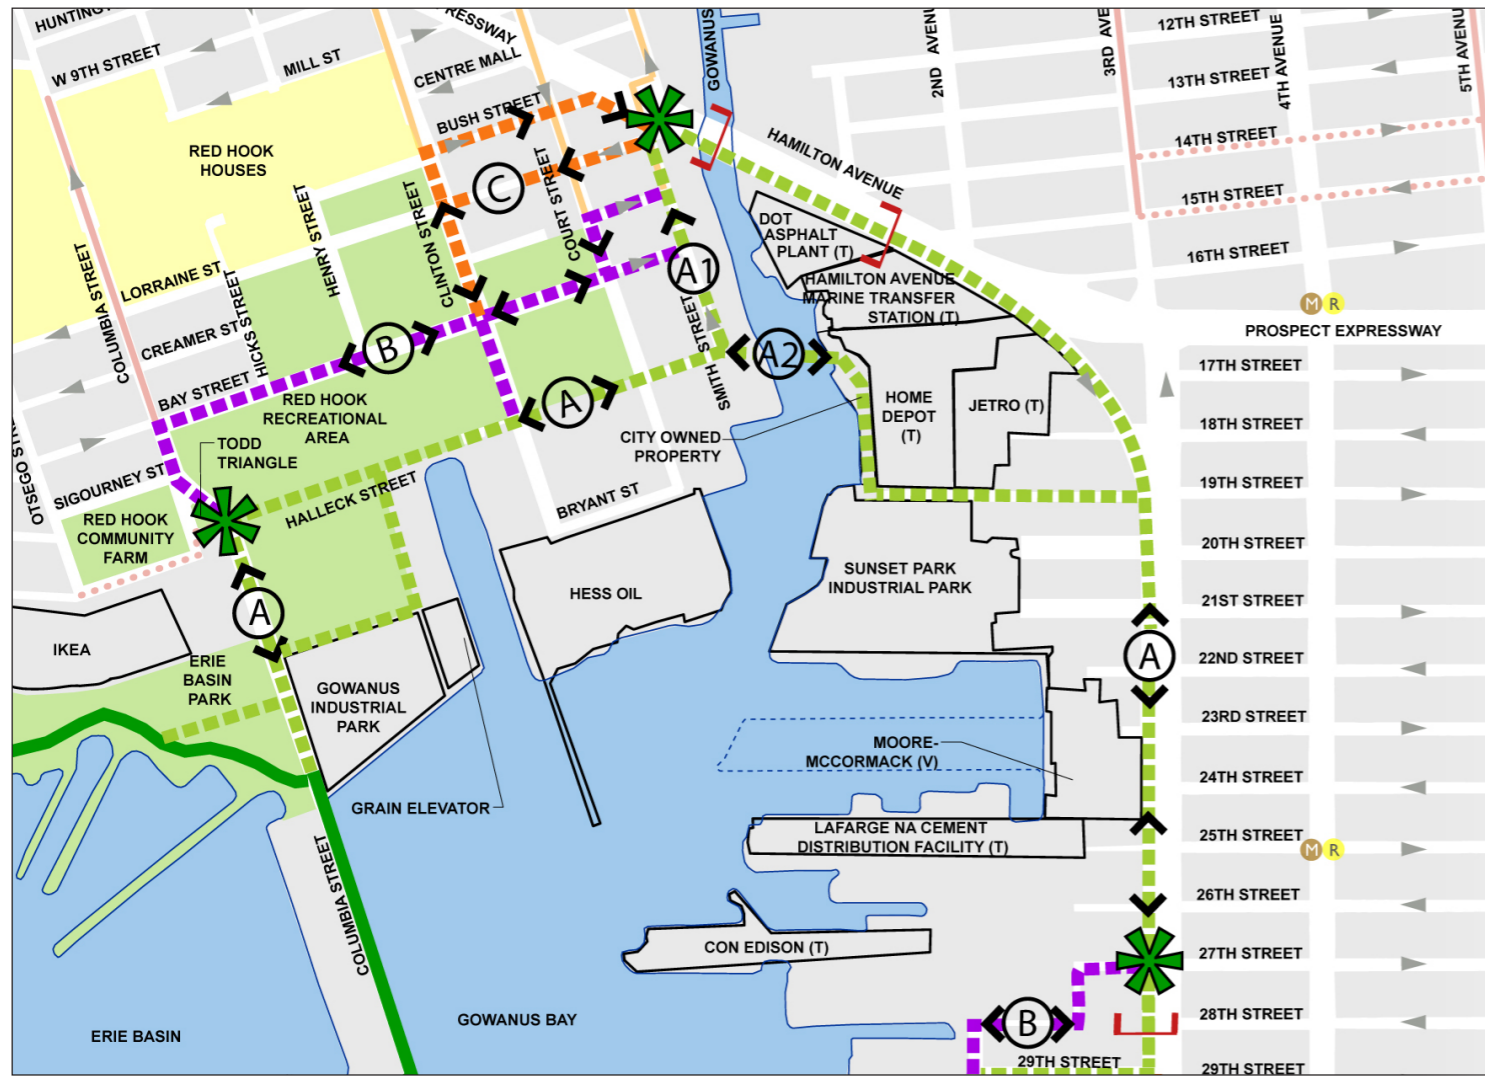 HUNTING
W 9TH STREET
MILL ST
RESSWAY
CENTRE MALL
BUSH STREET
GOWANUS
2ND AVENU
3RD AVE
12TH STREET
13TH STREET
4TH AVENUE
5TH AVENU
14TH STREET
15TH STREET
16TH STREET
HAMILTON AVENUE
RED HOOK
HOUSES
HENRY STREET
CLINTON STREET
COURT STREET
C
COLUMBIA STREET
LORRAINE ST
HICKS STREET
CREAMER ST
BAY STREET
DOT
ASPHALT
PLANT (T)
HAMILTON AVENUE
MARINE TRANSFER
STATION (T)
A1
SMITH STREET
A2
B
A
M R
PROSPECT EXPRESSWAY
17TH STREET
18TH STREET
19TH STREET
20TH STREET
21ST STREET
22ND STREET
23RD STREET
24TH STREET
25TH STREET
M R
26TH STREET
27TH STREET
28TH STREET
29TH STREET
HOME
DEPOT
(T)
JETRO (T)
CITY OWNED
PROPERTY
RED HOOK
RECREATIONAL
AREA
TODD
TRIANGLE
OTSEGO ST
SIGOURNEY ST
HALLECK STREET
BRYANT ST
RED HOOK
COMMUNITY
FARM
HESS OIL
SUNSET PARK
INDUSTRIAL PARK
A
A
IKEA
ERIE
BASIN
PARK
GOWANUS
INDUSTRIAL
PARK
GRAIN ELEVATOR
MOORE-
MCCORMACK (V)
LAFARGE NA CEMENT
DISTRIBUTION FACILITY (T)
COLUMBIA STREET
CON EDISON (T)
GOWANUS BAY
ERIE BASIN
B
29TH STREET